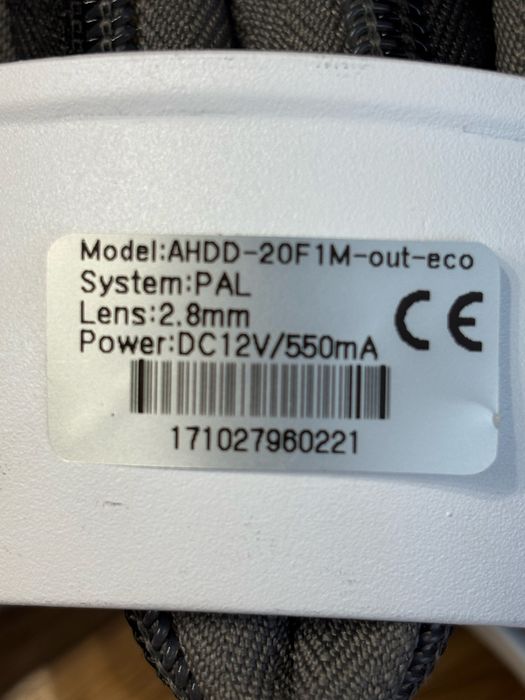 Model:AHDD-20F1M-out-eco
System:PAL
Lens:2.8mm
Power:DC12V/550mA
CE
171027960221